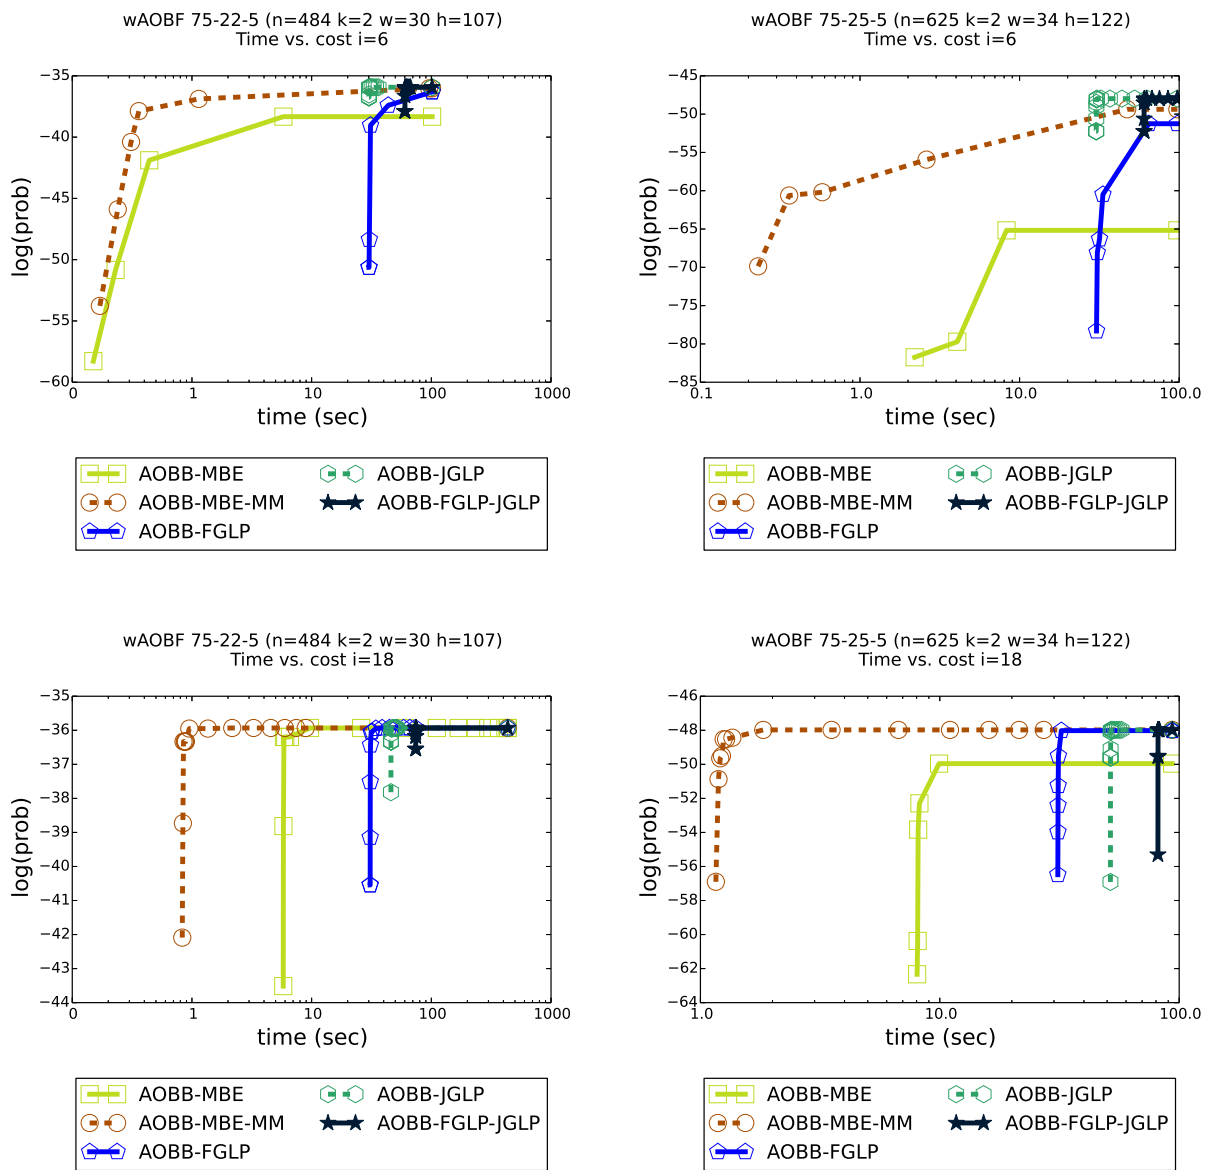 wAOBF 75-22-5 (n=484 k=2 w=30 h=107)
Time vs. cost i=6
−35
−40
−45
−50
−55
−60
log(prob)
0 1 10 100 1000
time (sec)
AOBB-MBE
AOBB-MBE-MM
AOBB-FGLP
AOBB-JGLP
AOBB-FGLP-JGLP
wAOBF 75-25-5 (n=625 k=2 w=34 h=122)
Time vs. cost i=6
−45
−50
−55
−60
−65
−70
−75
−80
−85
log(prob)
0.1 1.0 10.0 100.0
time (sec)
AOBB-MBE
AOBB-MBE-MM
AOBB-FGLP
AOBB-JGLP
AOBB-FGLP-JGLP
wAOBF 75-22-5 (n=484 k=2 w=30 h=107)
Time vs. cost i=18
−35
−36
−37
−38
−39
−40
−41
−42
−43
−44
log(prob)
0 1 10 100 1000
time (sec)
AOBB-MBE
AOBB-MBE-MM
AOBB-FGLP
AOBB-JGLP
AOBB-FGLP-JGLP
wAOBF 75-25-5 (n=625 k=2 w=34 h=122)
Time vs. cost i=18
−46
−48
−50
−52
−54
−56
−58
−60
−62
−64
log(prob)
1.0 10.0 100.0
time (sec)
AOBB-MBE
AOBB-MBE-MM
AOBB-FGLP
AOBB-JGLP
AOBB-FGLP-JGLP